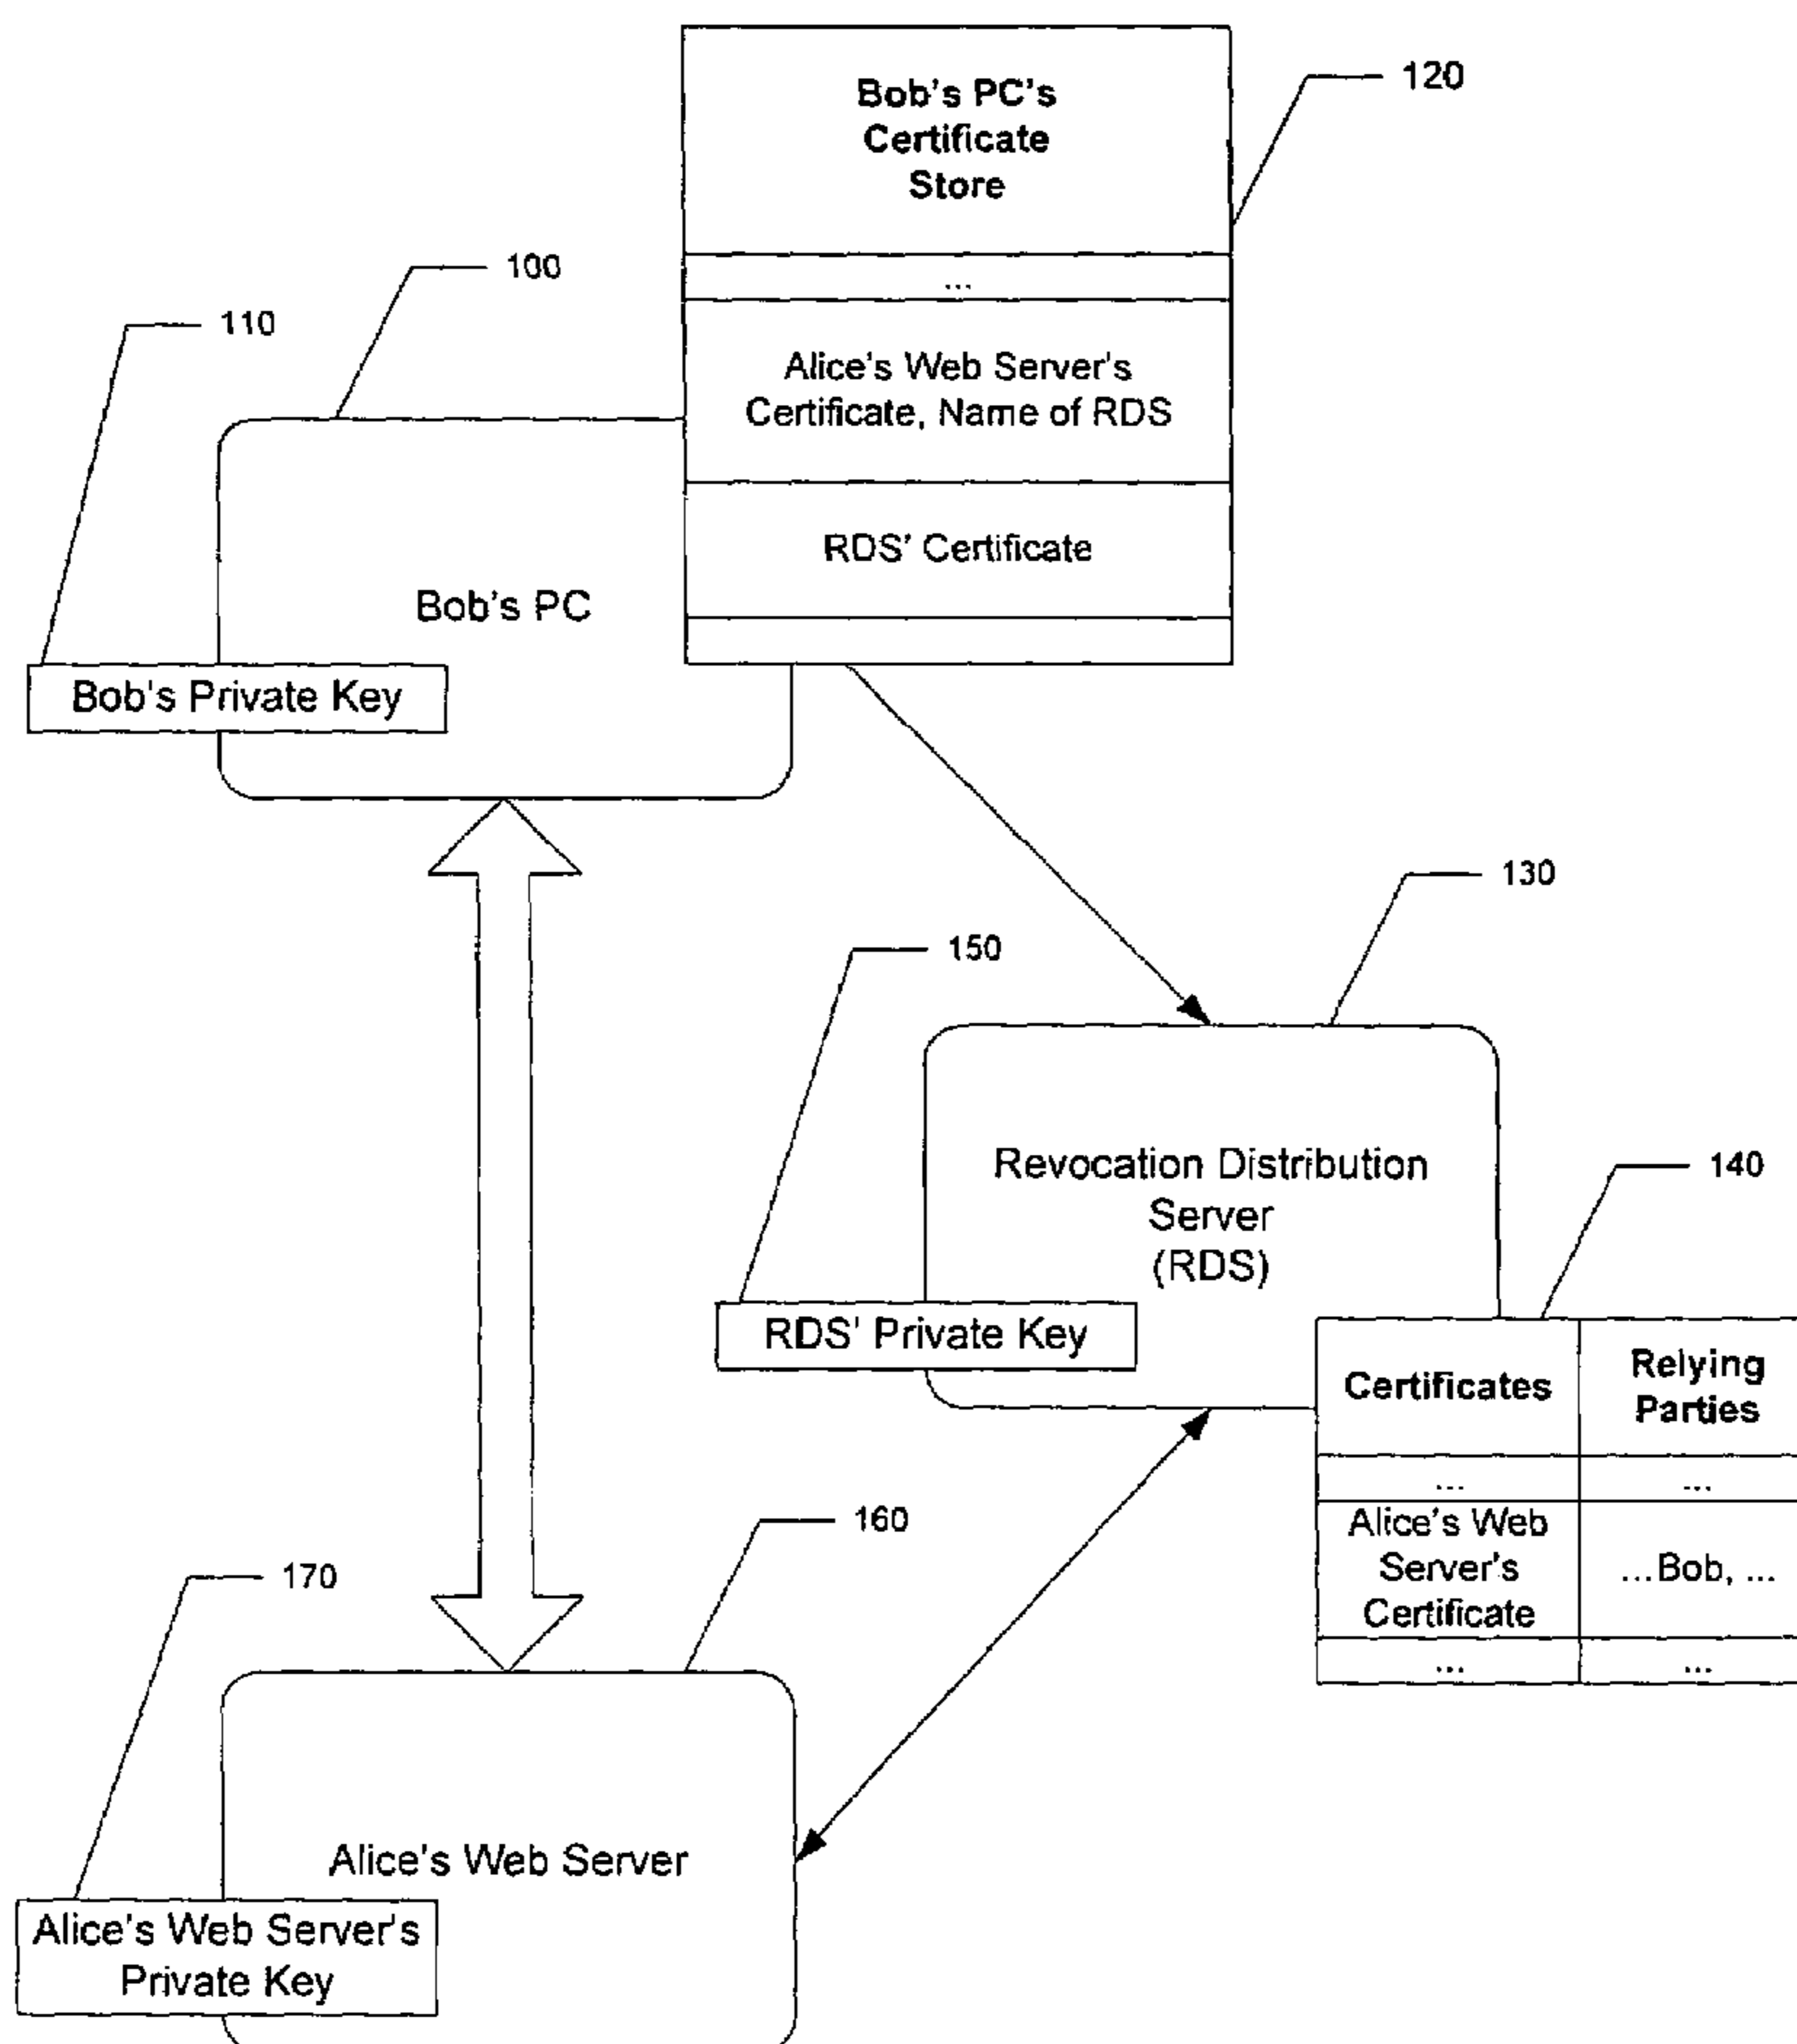 Bob's PC's
Certificate
Store
120
...
100
110
Alice's Web Server's
Certificate, Name of RDS
RDS' Certificate
Bob's PC
Bob's Private Key
130
150
Revocation Distribution
Server
(RDS)
140
RDS' Private Key
Certificates
Relying
Parties
... ...
Alice's Web
Server's
Certificate
...Bob, ...
... ...
160
170
Alice's Web Server
Alice's Web Server's
Private Key